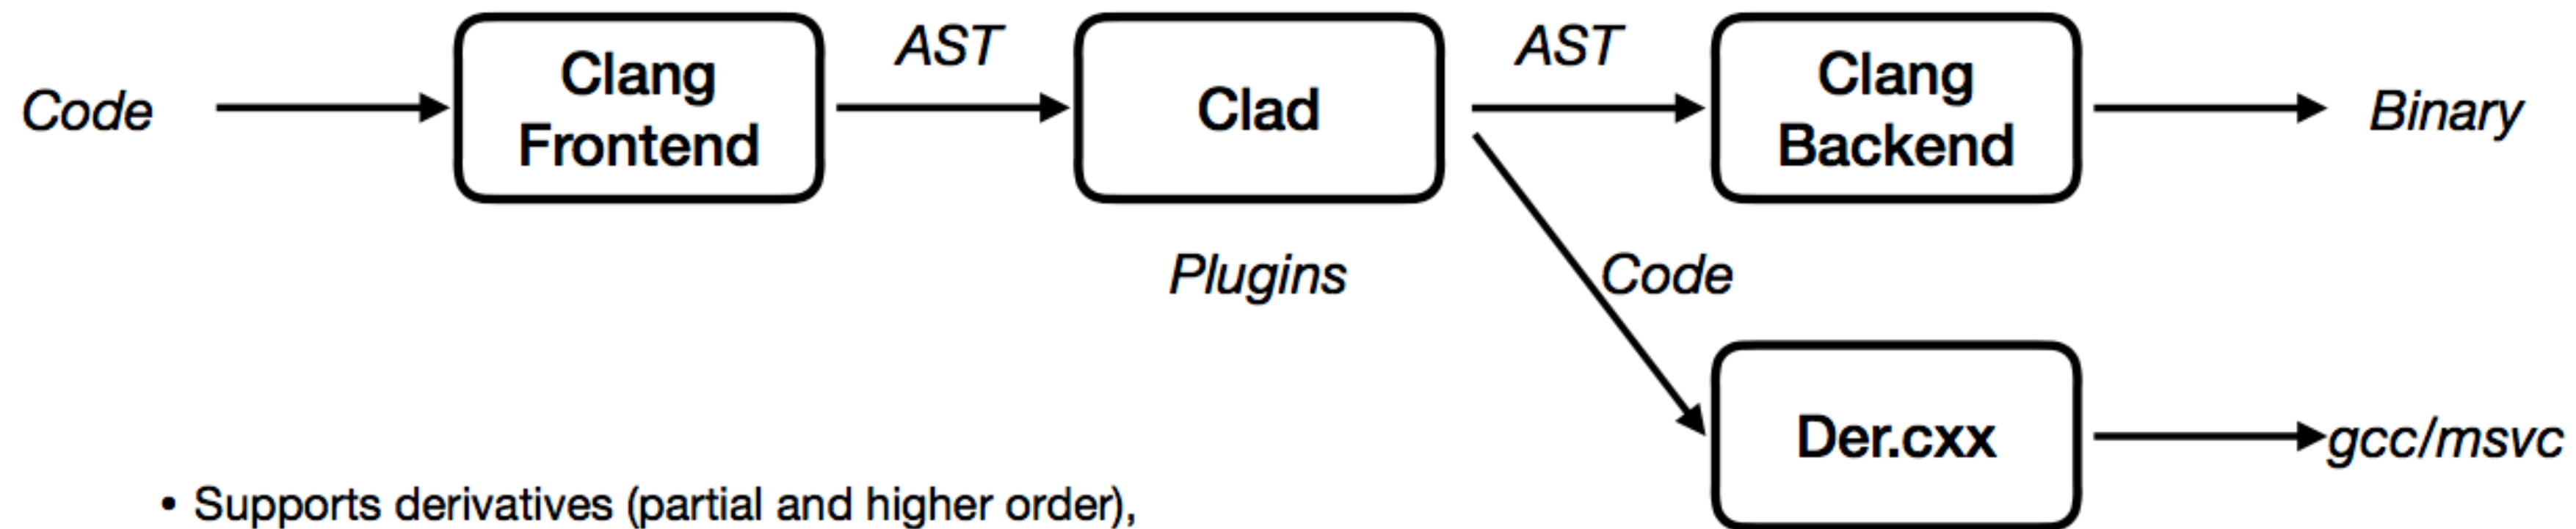 Code
Clang
Frontend
AST
Clad
Plugins
AST
Clang
Backend
Binary
Code
Der.cxx
gcc/msvc
• Supports derivatives (partial and higher order),